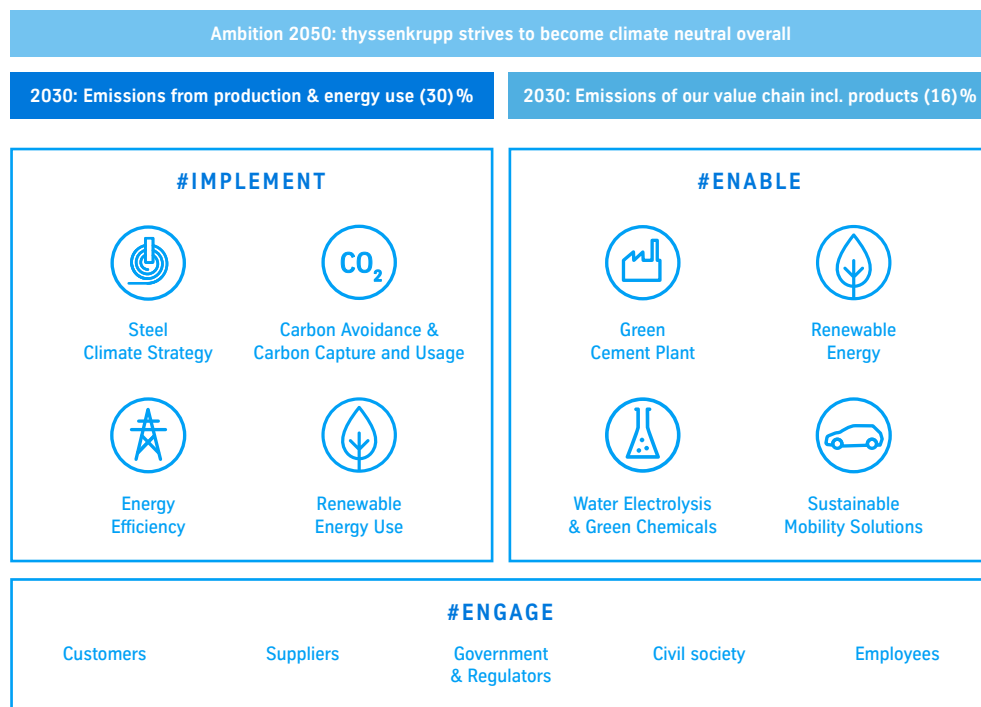 Ambition 2050: thyssenkrupp strives to become climate neutral overall
2030: Emissions from production & energy use (30) %
2030: Emissions of our value chain incl. products (16) %
#IMPLEMENT
Steel
Climate Strategy
CO2
Carbon Avoidance &
Carbon Capture and Usage
Energy
Efficiency
Renewable
Energy Use
#ENABLE
Green
Cement Plant
Renewable
Energy
Water Electrolysis
& Green Chemicals
Sustainable
Mobility Solutions
#ENGAGE
Customers
Suppliers
Government
& Regulators
Civil society
Employees